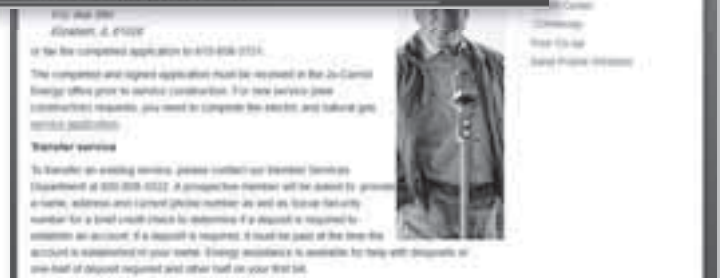 Elizabeth, IL 61028
or fax the completed application to
The completed and signed application must be received in the Jo-Carroll
Energy office prior to service construction. For new service (new
construction) requests, you need to complete the electric and natural gas
service application.
Transfer service
To transfer an existing service, please contact our Member Services
Department at A prospective member will be asked to provide
a name, address and current phone number as well as Social Security
number for a brief credit check to determine if a deposit is required to
establish an account. If a deposit is required, it must be paid at the time the
account is established in your name. Energy assistance is available for help with deposits or
one-half of deposit required and other half on your first bill.
Your Co-op